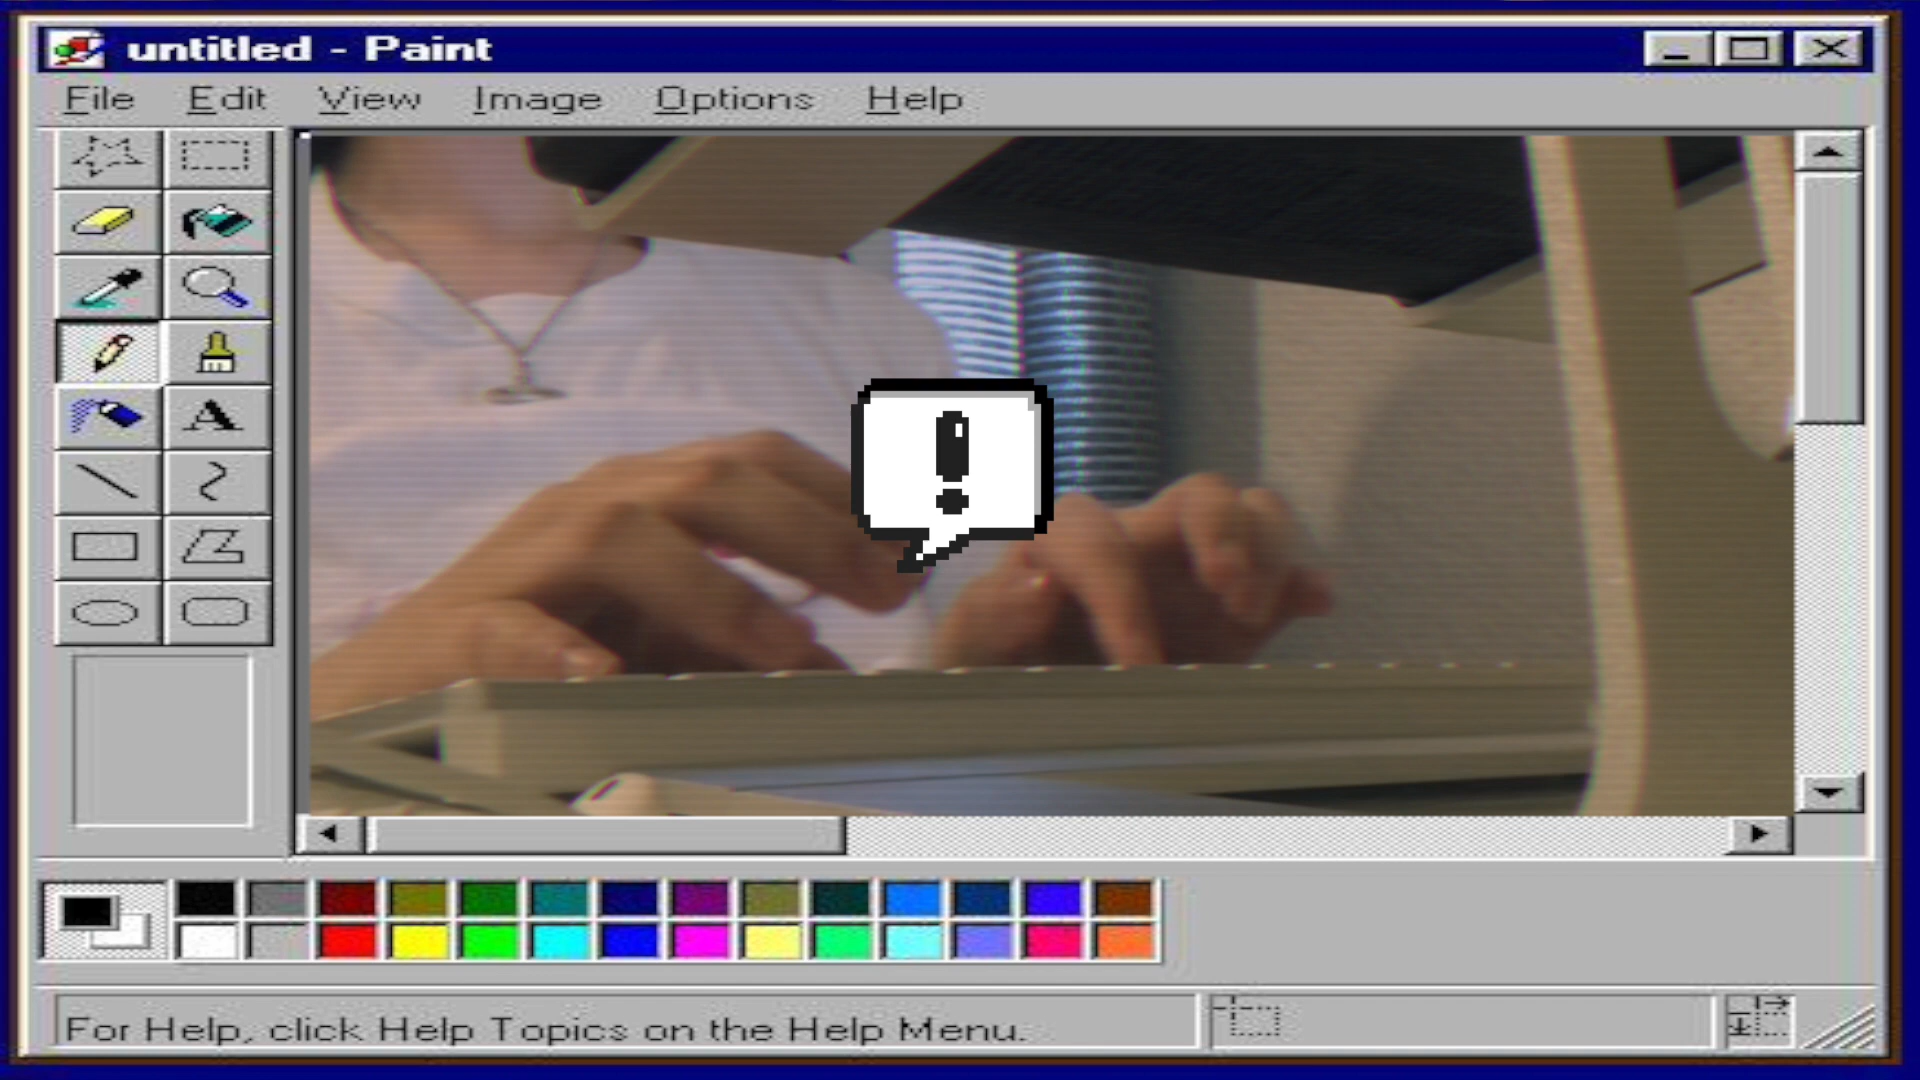 untitled - Paint
File Edit View Image Options Help
A
!
For Help, click Help Topics on the Help Menu.